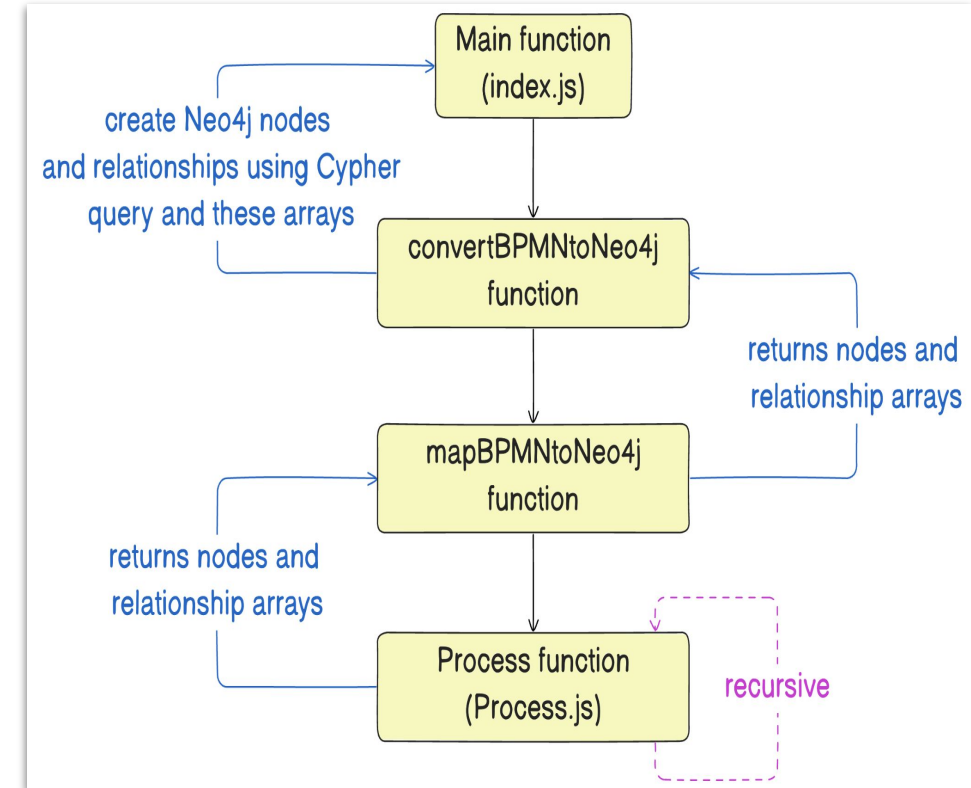 Main function
(index.js)
create Neo4j nodes
and relationships using Cypher
query and these arrays
convertBPMNtoNeo4j
function
returns nodes and
relationship arrays
mapBPMNtoNeo4j
function
returns nodes and
relationship arrays
Process function
(Process.js)
recursive